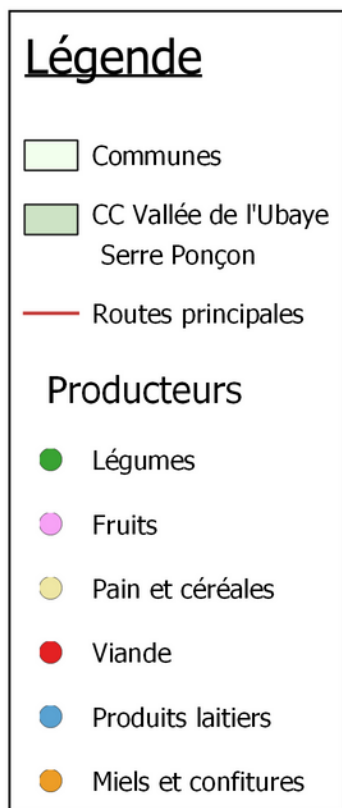 Légende
Communes
CC Vallée de l'Ubaye
Serre Ponçon
Routes principales
Producteurs
Légumes
Fruits
Pain et céréales
Viande
Produits laitiers
Miels et confitures